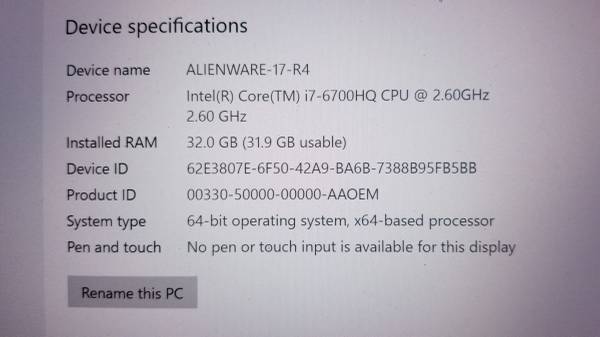 Device specifications
Device name ALIENWARE-17-R4
Processor Intel(R) Core(TM) i7-6700HQ CPU @ 2.60GHz
2.60 GHz
Installed RAM 32.0 GB (31.9 GB usable)
Device ID 62E3807E-6F50-42A9-BA6B-7388B95FB5BB
Product ID 00330-50000-00000-AAOEM
System type 64-bit operating system, x64-based processor
Pen and touch No pen or touch input is available for this display
Rename this PC